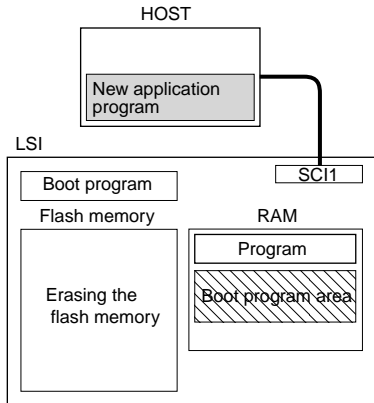 HOST
New application
program
LSI
SCI1
Boot program
Flash memory
RAM
Program
Boot program area
Erasing the
flash memory